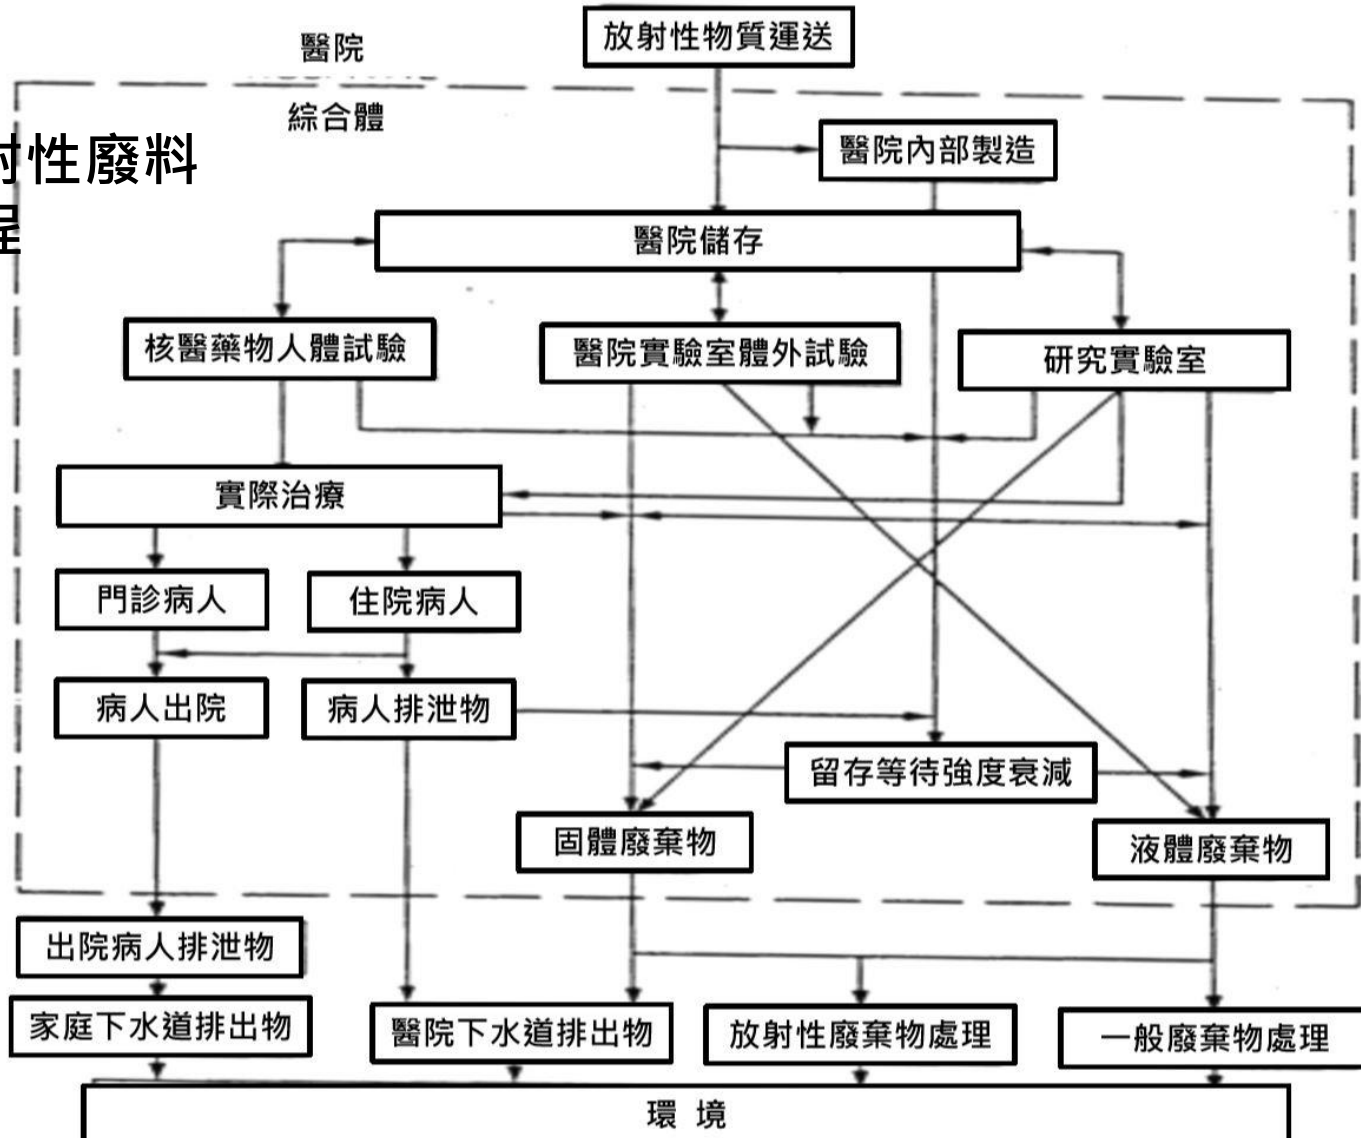 放射性物質運送
醫院
綜合體
射性廢料
程
醫院內部製造
醫院儲存
核醫藥物人體試驗
醫院實驗室體外試驗
研究實驗室
實際治療
門診病人
住院病人
病人出院
病人排泄物
留存等待強度衰減
固體廢棄物
液體廢棄物
出院病人排泄物
家庭下水道排出物
醫院下水道排出物
放射性廢棄物處理
一般廢棄物處理
環 境